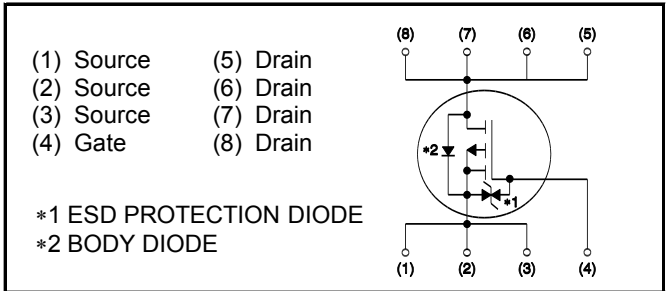 (1) Source (5) Drain
(2) Source (6) Drain
(3) Source (7) Drain
(4) Gate (8) Drain
∗1 ESD PROTECTION DIODE
∗2 BODY DIODE
(8) (7) (6) (5)
∗2
∗1
(1) (2) (3) (4)